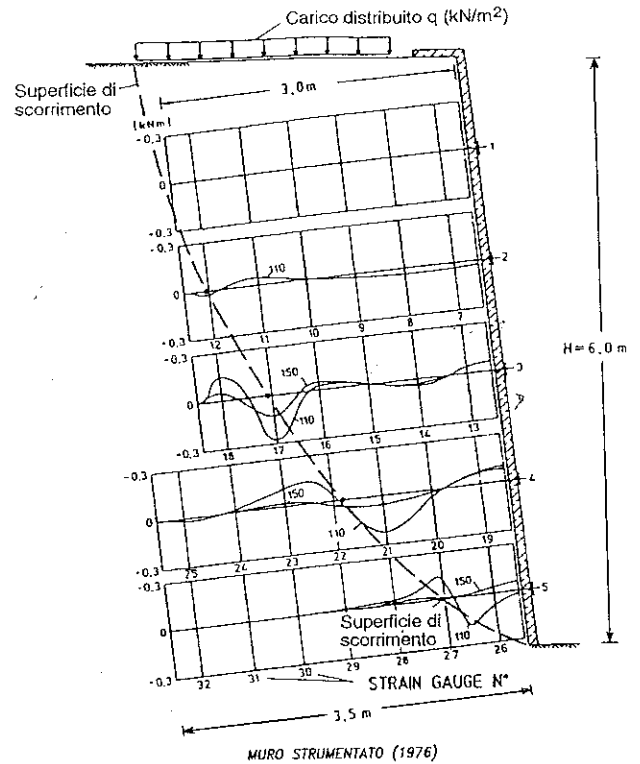 Carico distribuito q (kN/m²)
Superficie di
scorrimento
3,0m
[kNm]
-0.3
0
-0.3
1
-0.3
0
-0.3
110
12 11 10 9 8 7
2
-0.3
0
-0.3
150
110
18 17 16 15 14 13
3
H=6,0 m
-0.3
0
-0.3
150
110
25 24 23 22 21 20 19
4
-0.3
0
-0.3
150
110
5
Superficie di
scorrimento
32 31 30 29 28 27 26
STRAIN GAUGE N°
3,5 m
MURO STRUMENTATO (1976)